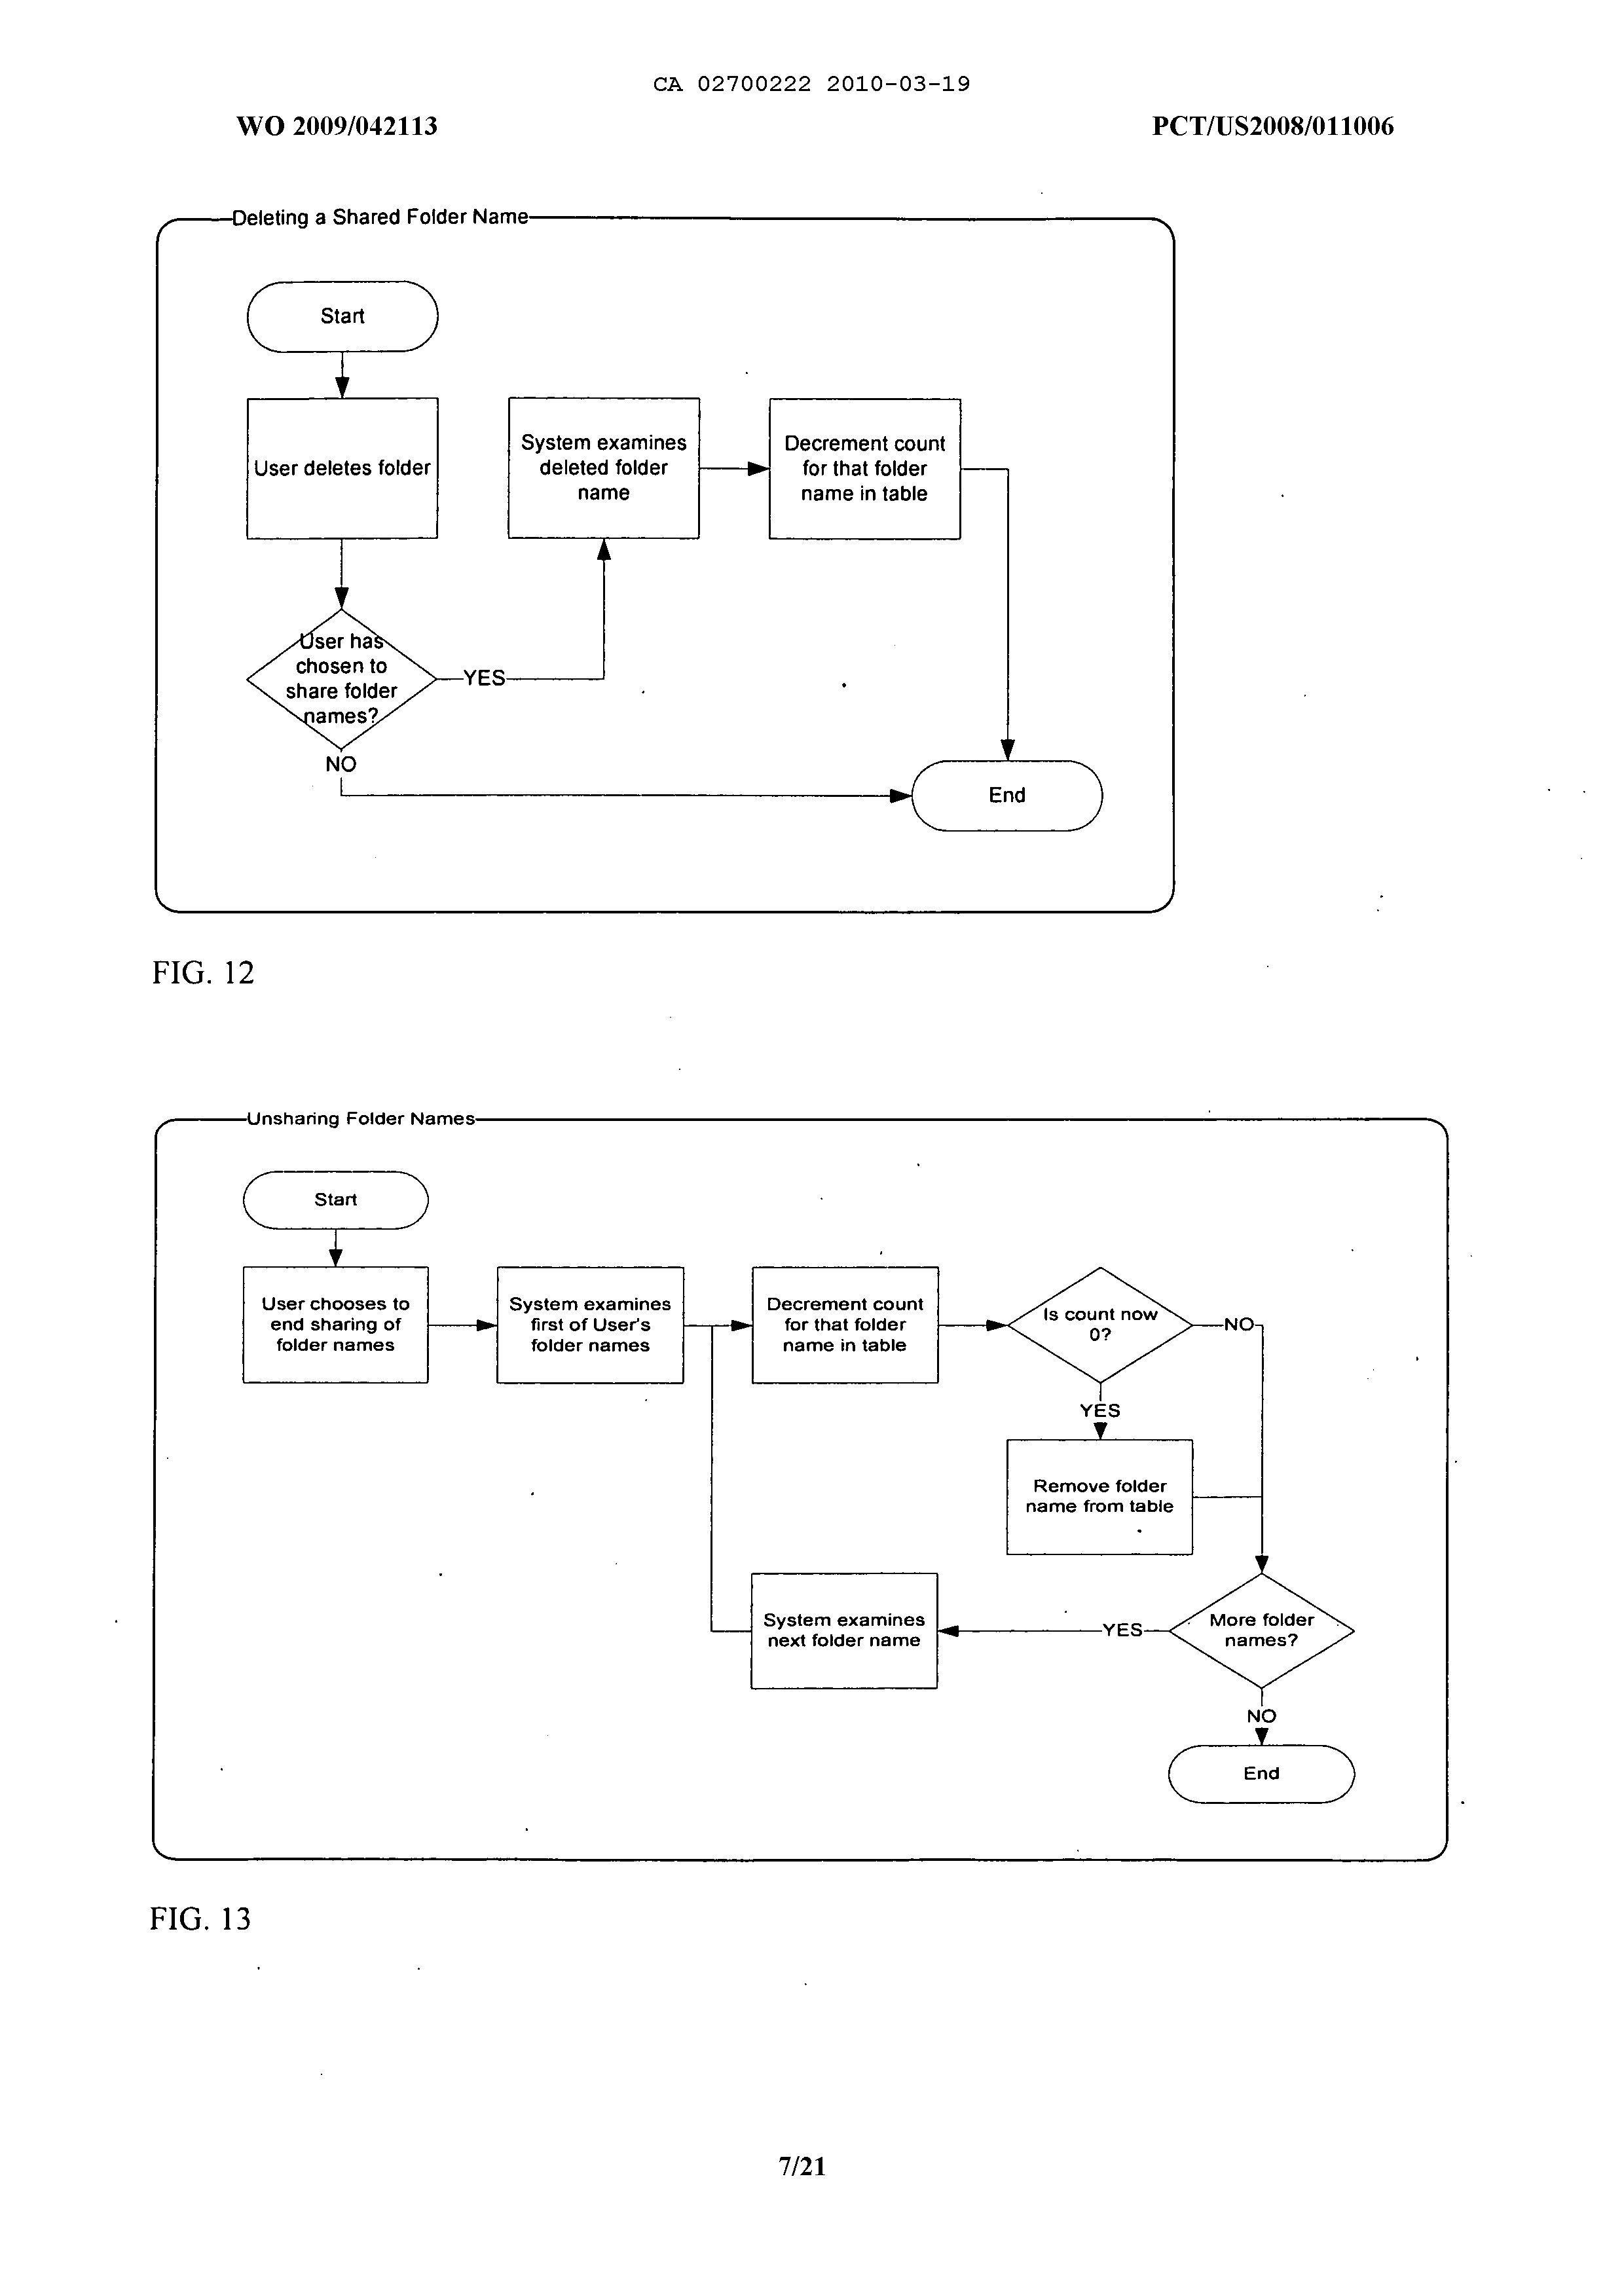 CA 02700222 2010-03-19
WO 2009/042113
PCT/US2008/011006
Deleting a Shared Folder Name
Start
User deletes folder
System examines
deleted folder
name
Decrement count
for that folder
name in table
User has
chosen to
share folder
names?
YES
NO
End
FIG. 12
Unsharing Folder Names
Start
User chooses to
end sharing of
folder names
System examines
first of User's
folder names
Decrement count
for that folder
name in table
Is count now
0?
NO
YES
Remove folder
name from table
System examines
next folder name
YES
More folder
names?
NO
End
FIG. 13
7/21